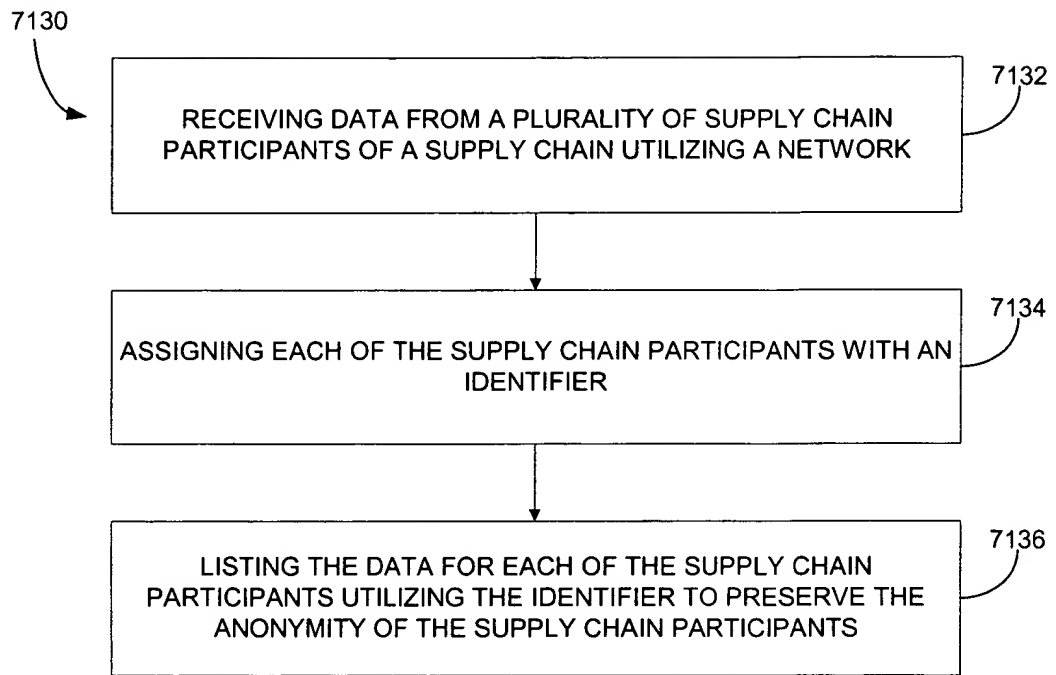 7130
7132
RECEIVING DATA FROM A PLURALITY OF SUPPLY CHAIN
PARTICIPANTS OF A SUPPLY CHAIN UTILIZING A NETWORK
7134
ASSIGNING EACH OF THE SUPPLY CHAIN PARTICIPANTS WITH AN
IDENTIFIER
7136
LISTING THE DATA FOR EACH OF THE SUPPLY CHAIN
PARTICIPANTS UTILIZING THE IDENTIFIER TO PRESERVE THE
ANONYMITY OF THE SUPPLY CHAIN PARTICIPANTS